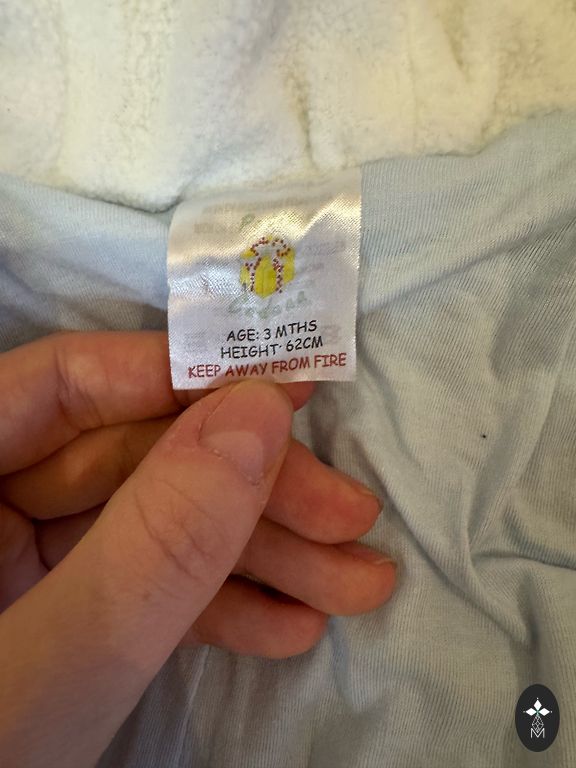 AGE: 3 MTHS
HEIGHT: 62CM
KEEP AWAY FROM FIRE
M